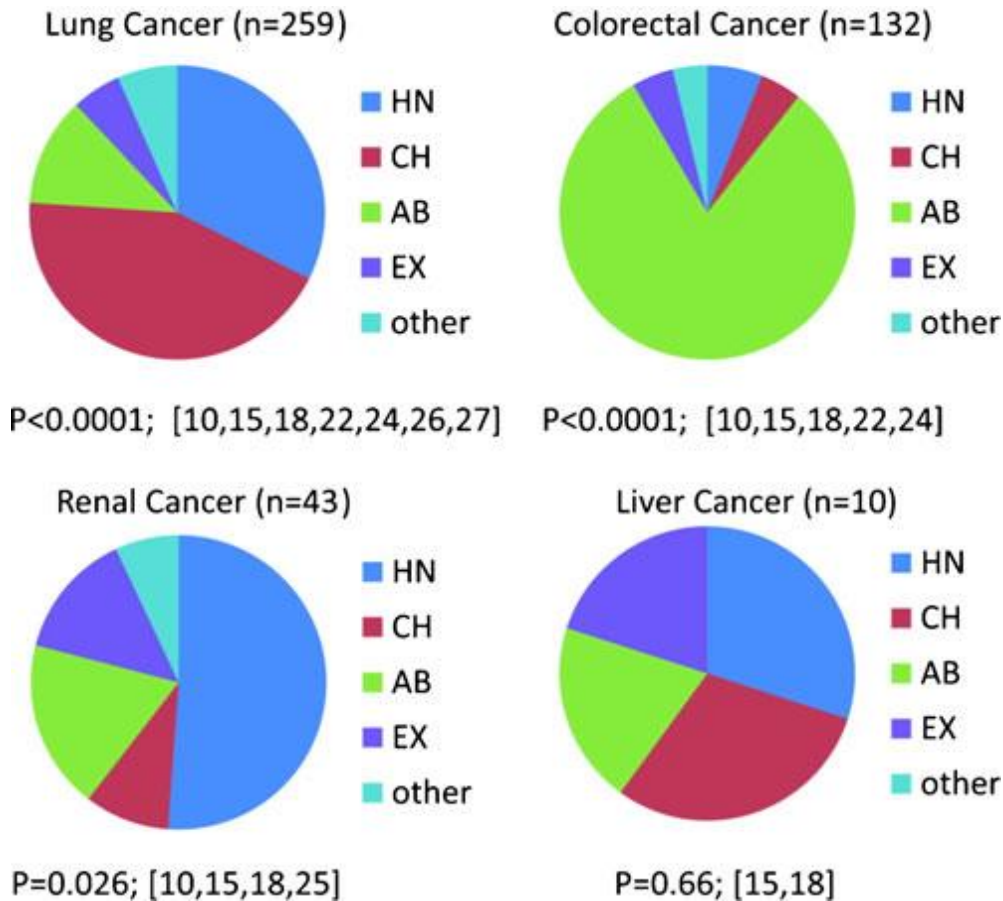 Lung Cancer (n=259)
HN
CH
AB
EX
other
P<0.0001; [10,15,18,22,24,26,27]
Colorectal Cancer (n=132)
HN
CH
AB
EX
other
P<0.0001; [10,15,18,22,24]
Renal Cancer (n=43)
HN
CH
AB
EX
other
P=0.026; [10,15,18,25]
Liver Cancer (n=10)
HN
CH
AB
EX
other
P=0.66; [15,18]